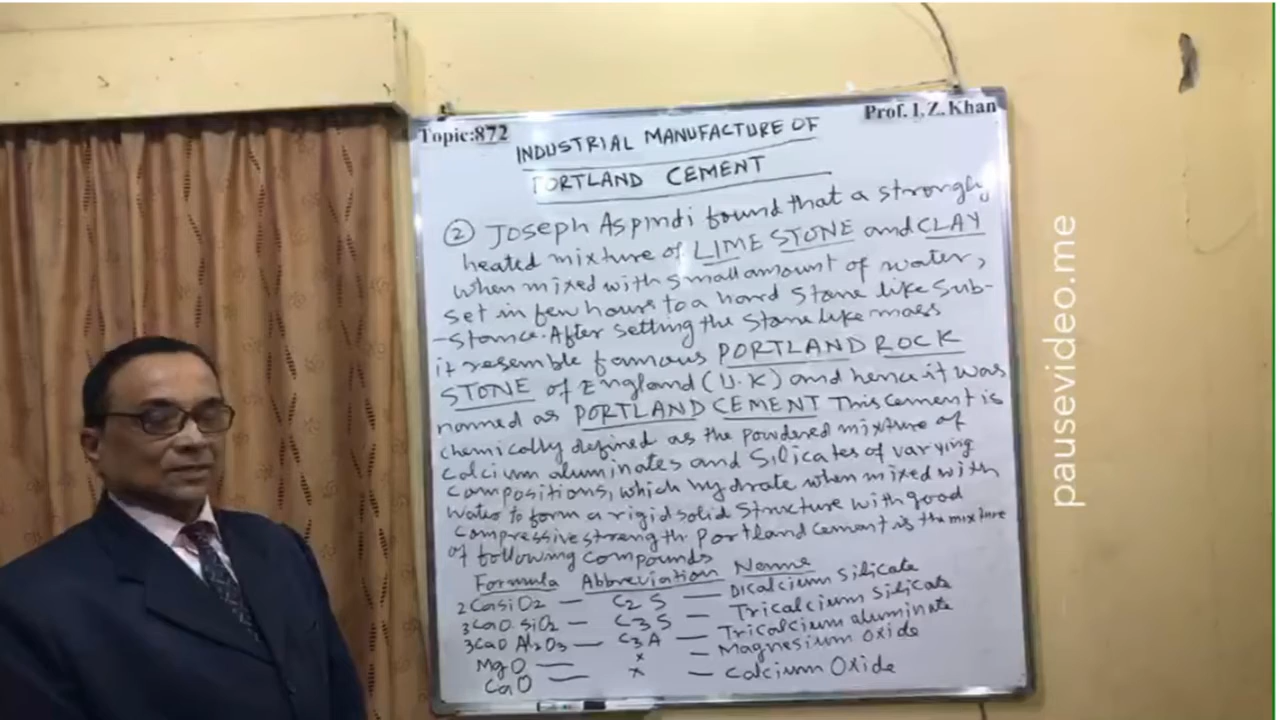 Topic:872
Prof. I. Z. Khan
INDUSTRIAL MANUFACTURE OF
PORTLAND CEMENT
② Joseph Aspindi found that a strongly
heated mixture of LIME STONE and CLAY
when mixed with small amount of water,
set in few hours to a hard stone like sub-
-stance. After setting the stone like mass
it resemble famous PORTLAND ROCK
STONE of England (U.K) and hence it was
named as PORTLAND CEMENT This cement is
chemically defined as the powdered mixture of
calcium aluminates and silicates of varying
compositions, which hydrate when mixed with
water to form a rigid solid structure with good
compressive strength. Portland cement is the mixture
of following compounds
Formula Abbreviation Name
2CaSiO2 — C2S — Dicalcium silicate
3CaO SiO2 — C3S — Tricalcium silicate
3CaO Al2O3 — C3A — Tricalcium aluminate
MgO — x — Magnesium oxide
CaO — x — Calcium Oxide
pausevideo.me